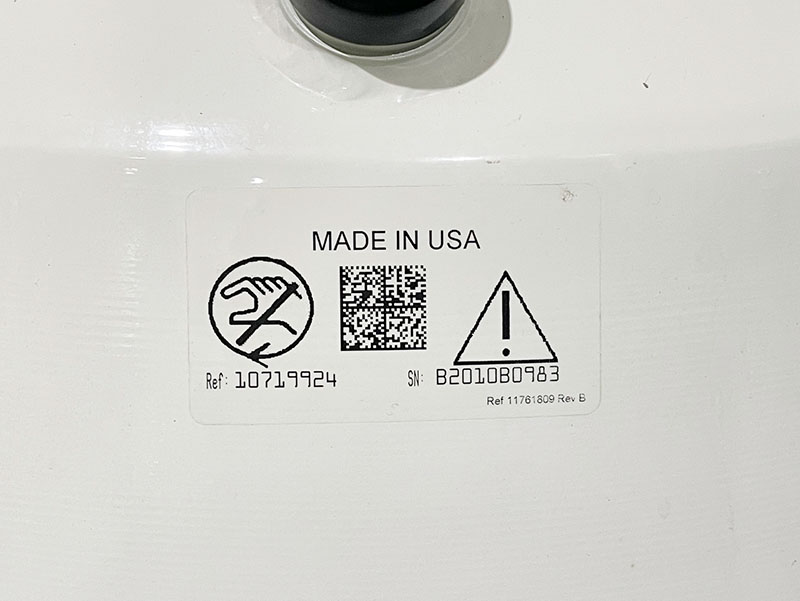 MADE IN USA
Ref: 10719924 SN: B2010B0983
Ref 11761809 Rev B